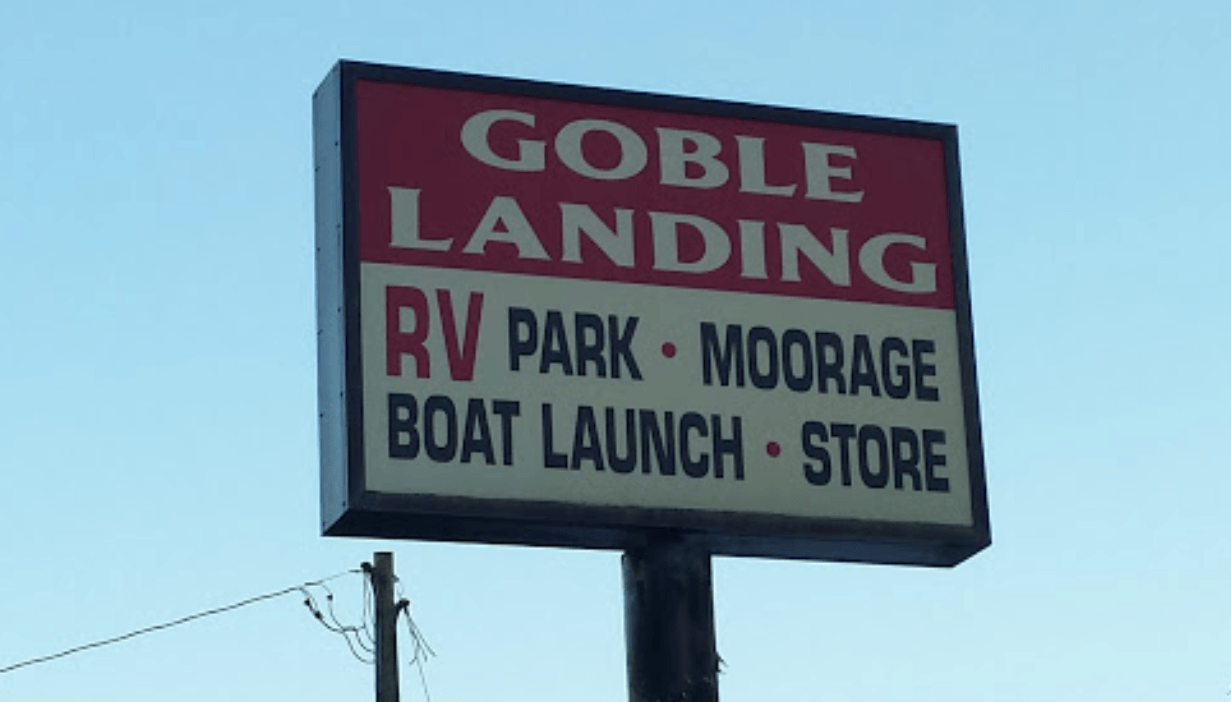 GOBLE
LANDING
RV PARK • MOORAGE
BOAT LAUNCH • STORE